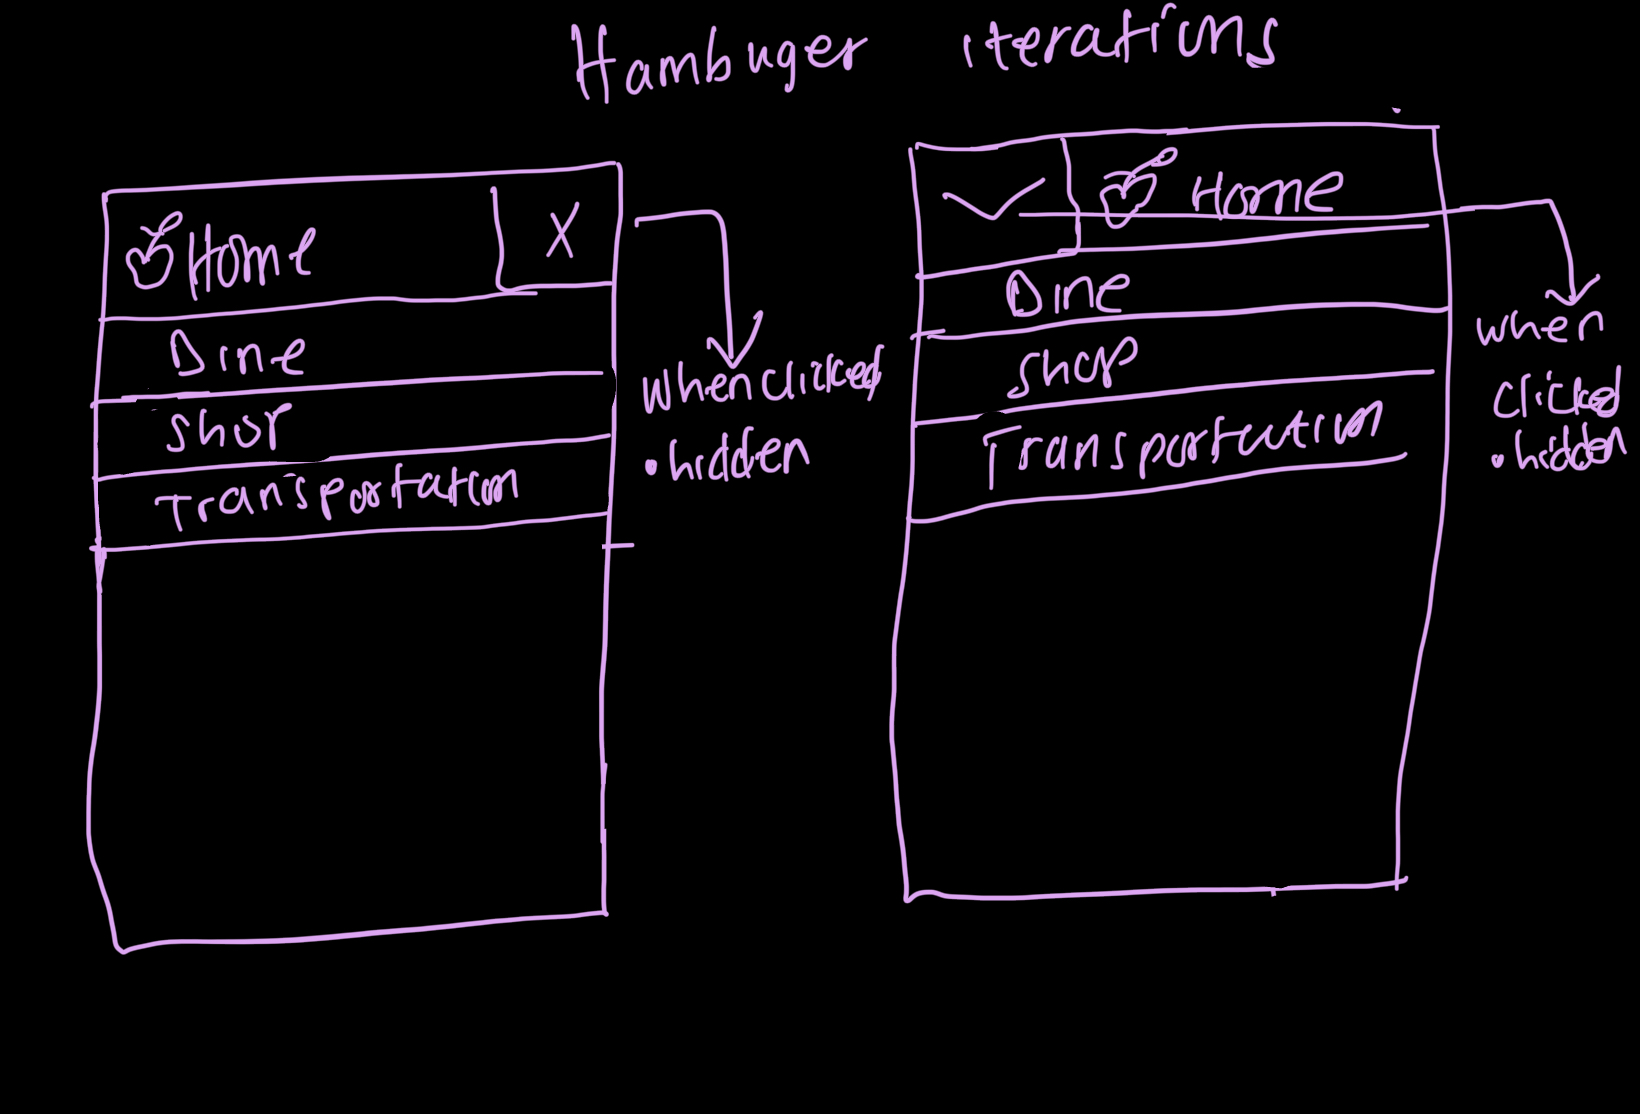 Hambuger iterations
Home X
Dine
Shop
Transportation
when clicked
• hidden
Home
Dine
Shop
Transportation
when
clicked
• hidden